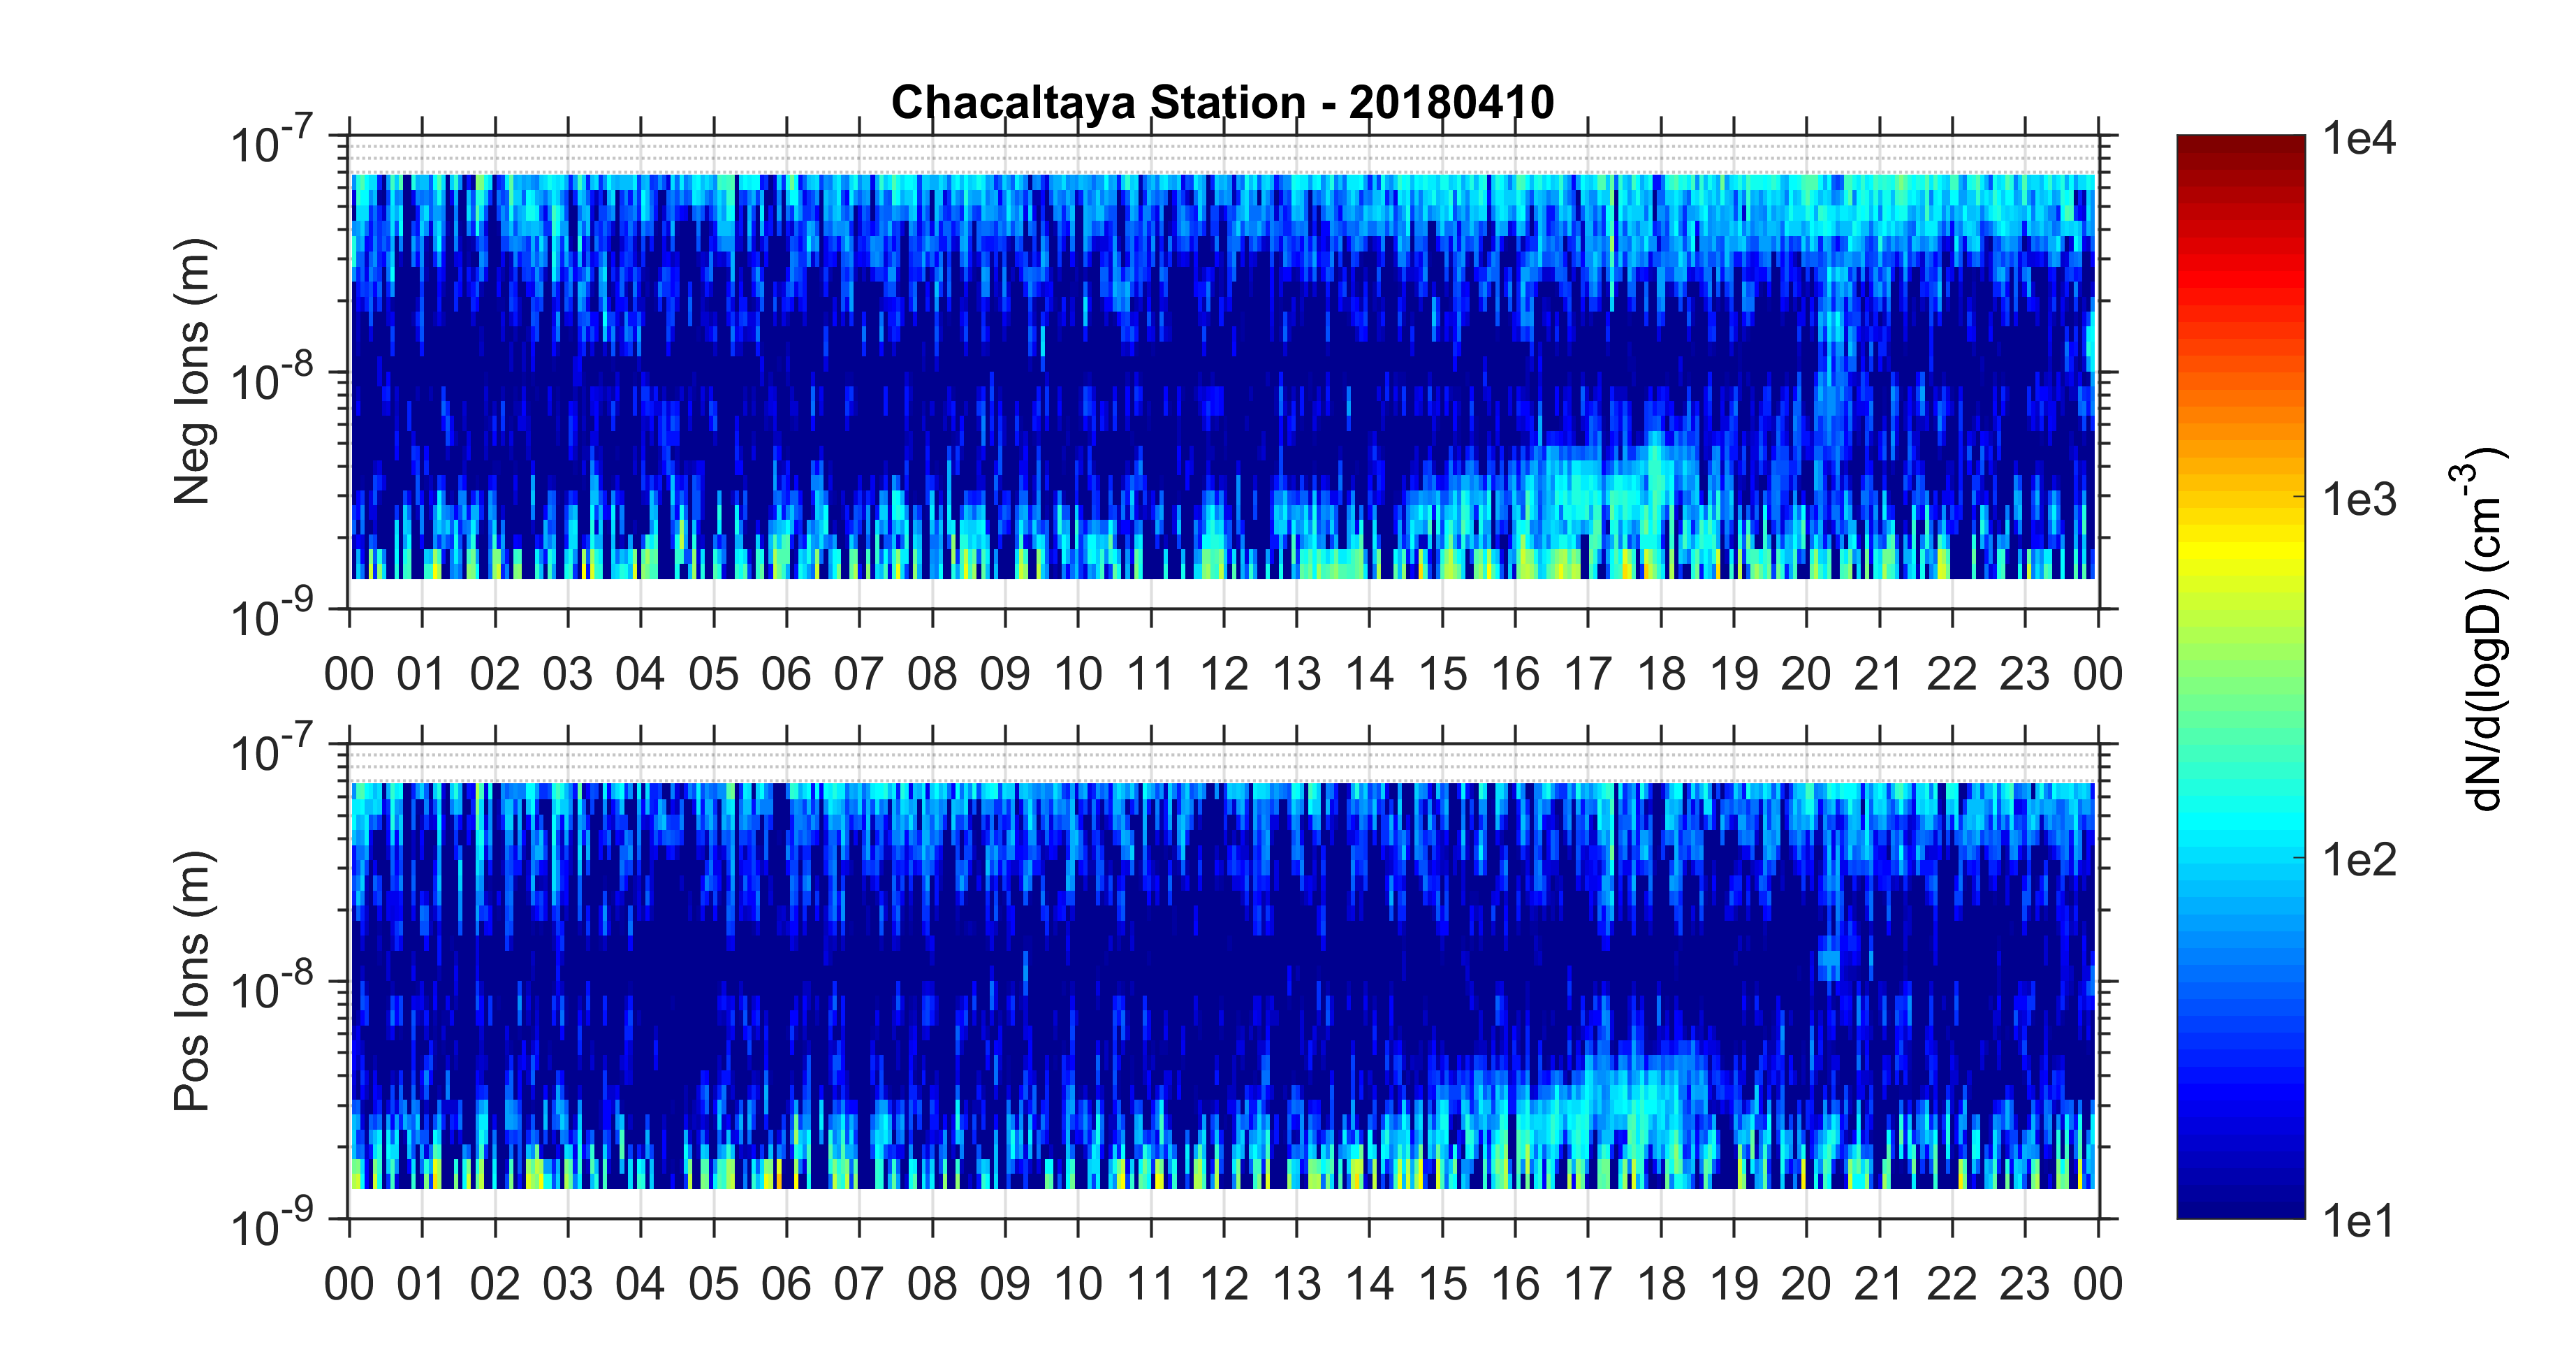 Chacaltaya Station - 20180410
10-7
10-8
10-9
Neg Ions (m)
00 01 02 03 04 05 06 07 08 09 10 11 12 13 14 15 16 17 18 19 20 21 22 23 00
10-7
10-8
10-9
Pos Ions (m)
00 01 02 03 04 05 06 07 08 09 10 11 12 13 14 15 16 17 18 19 20 21 22 23 00
1e4
1e3
1e2
1e1
dN/d(logD) (cm-3)